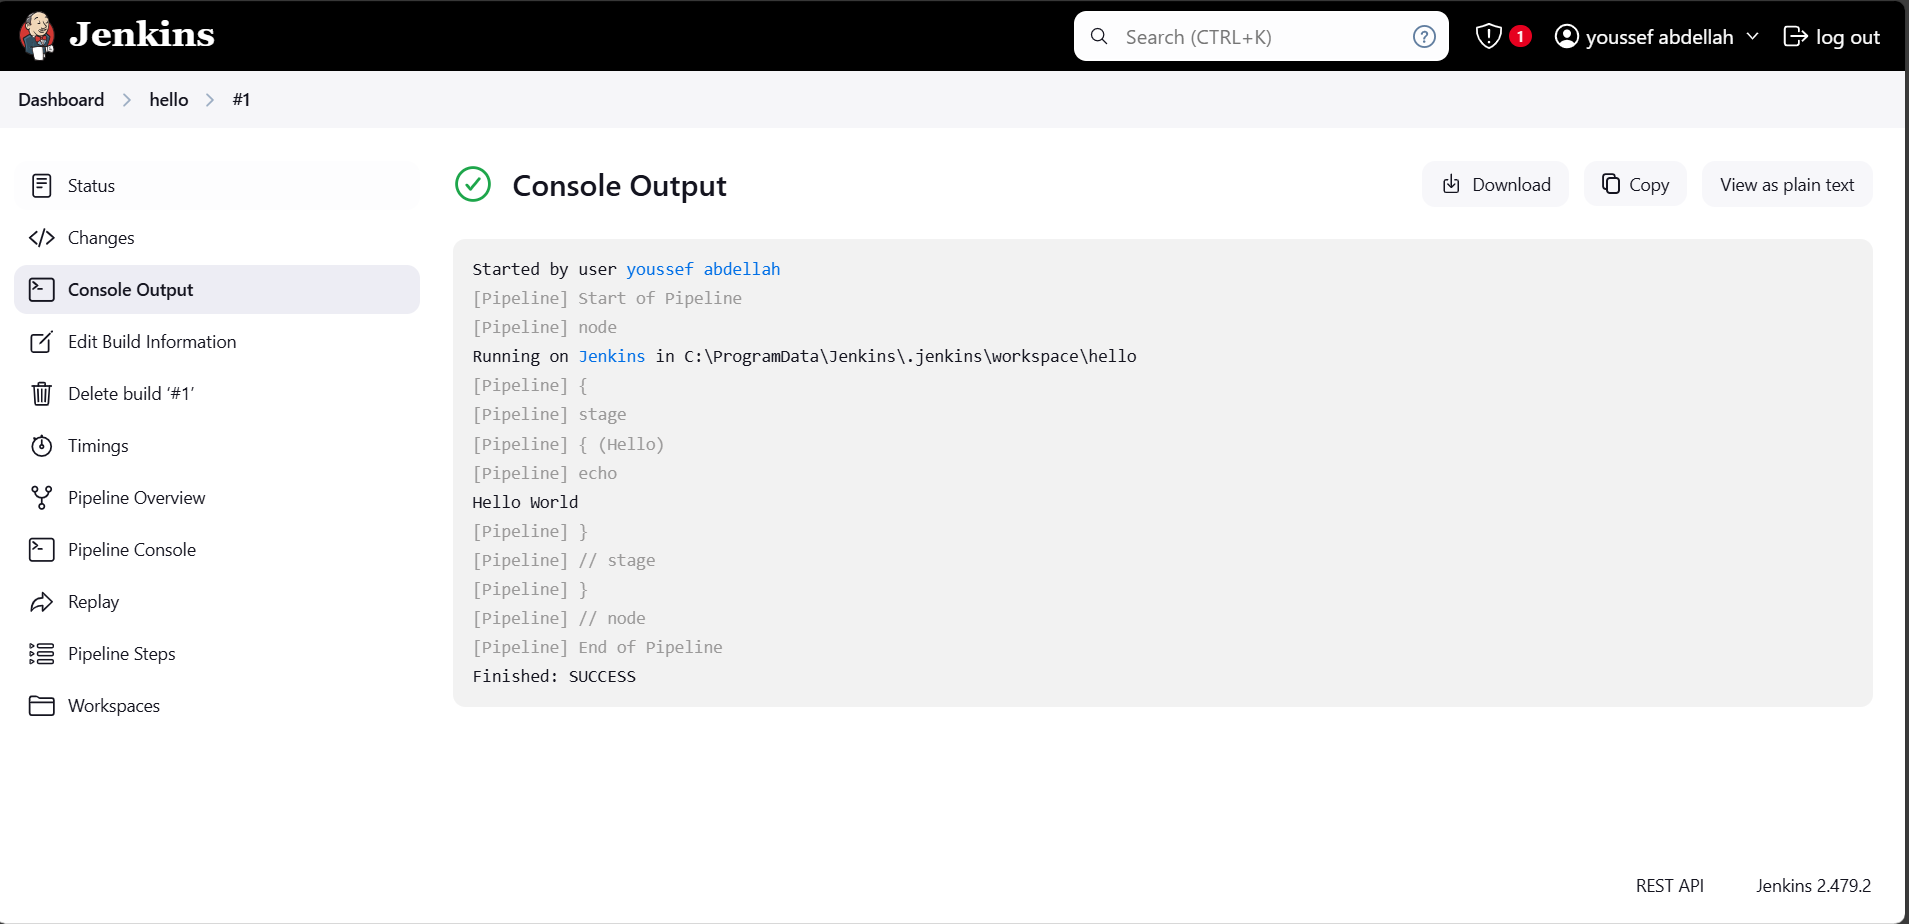 Jenkins
Search (CTRL+K)
?
1
youssef abdellah
log out
Dashboard
hello
#1
Status
Changes
Console Output
Edit Build Information
Delete build ‘#1’
Timings
Pipeline Overview
Pipeline Console
Replay
Pipeline Steps
Workspaces
Console Output
Download
Copy
View as plain text
Started by user youssef abdellah
[Pipeline] Start of Pipeline
[Pipeline] node
Running on Jenkins in C:\ProgramData\Jenkins\.jenkins\workspace\hello
[Pipeline] {
[Pipeline] stage
[Pipeline] { (Hello)
[Pipeline] echo
Hello World
[Pipeline] }
[Pipeline] // stage
[Pipeline] }
[Pipeline] // node
[Pipeline] End of Pipeline
Finished: SUCCESS
REST API
Jenkins 2.479.2